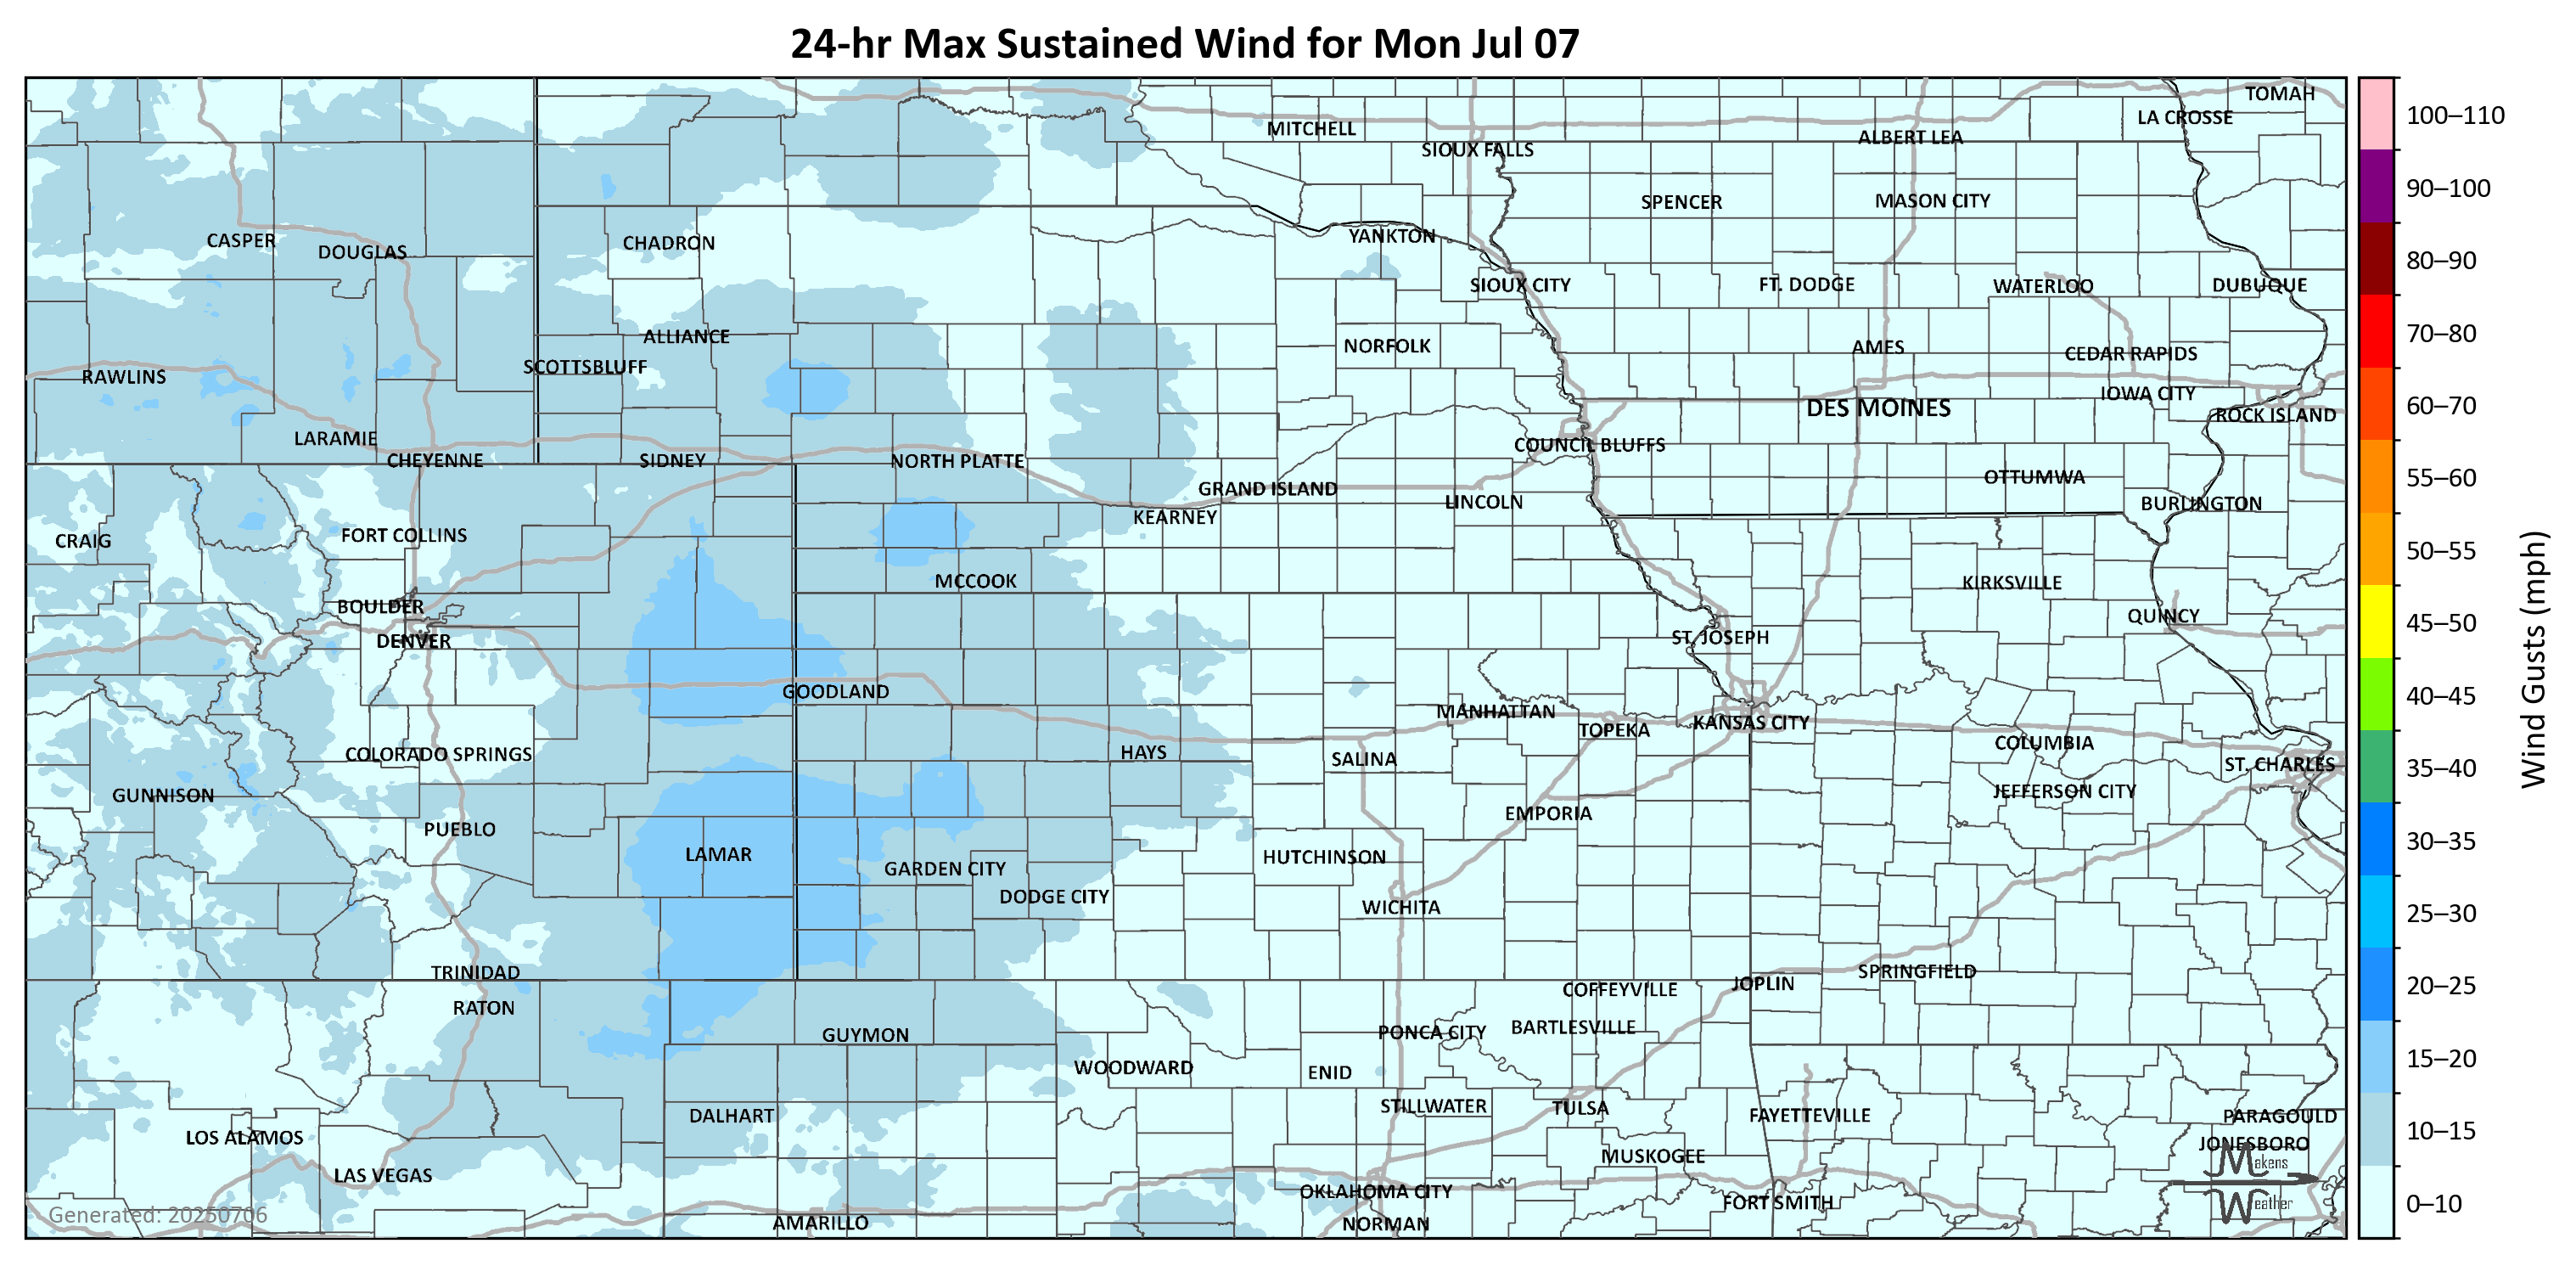 24-hr Max Sustained Wind for Mon Jul 07
TOMAH
LA CROSSE
MITCHELL
ALBERT LEA
SIOUX FALLS
SPENCER
MASON CITY
YANKTON
CASPER
CHADRON
DOUGLAS
SIOUX CITY
FT. DODGE
WATERLOO
DUBUQUE
ALLIANCE
NORFOLK
AMES
CEDAR RAPIDS
SCOTTSBLUFF
RAWLINS
IOWA CITY
DES MOINES
ROCK ISLAND
LARAMIE
COUNCIL BLUFFS
CHEYENNE
SIDNEY
NORTH PLATTE
OTTUMWA
GRAND ISLAND
LINCOLN
BURLINGTON
KEARNEY
CRAIG
FORT COLLINS
MCCOOK
KIRKSVILLE
BOULDER
QUINCY
DENVER
ST. JOSEPH
GOODLAND
MANHATTAN
TOPEKA
KANSAS CITY
COLUMBIA
COLORADO SPRINGS
HAYS
SALINA
ST. CHARLES
GUNNISON
JEFFERSON CITY
EMPORIA
PUEBLO
LAMAR
GARDEN CITY
HUTCHINSON
DODGE CITY
WICHITA
TRINIDAD
SPRINGFIELD
JOPLIN
COFFEYVILLE
RATON
GUYMON
PONCA CITY
BARTLESVILLE
WOODWARD
ENID
STILLWATER
TULSA
DALHART
FAYETTEVILLE
PARAGOULD
LOS ALAMOS
JONESBORO
MUSKOGEE
LAS VEGAS
OKLAHOMA CITY
FORT SMITH
AMARILLO
NORMAN
Generated: 20250706
Makens
Weather
100–110
90–100
80–90
70–80
60–70
55–60
50–55
45–50
40–45
35–40
30–35
25–30
20–25
15–20
10–15
0–10
Wind Gusts (mph)